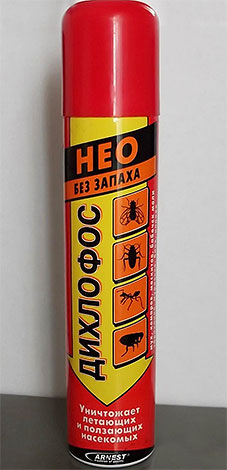 НЕО
БЕЗ ЗАПАХА
ДИХЛОФОС
Уничтожает
летающих
и ползающих
насекомых
ARNEST